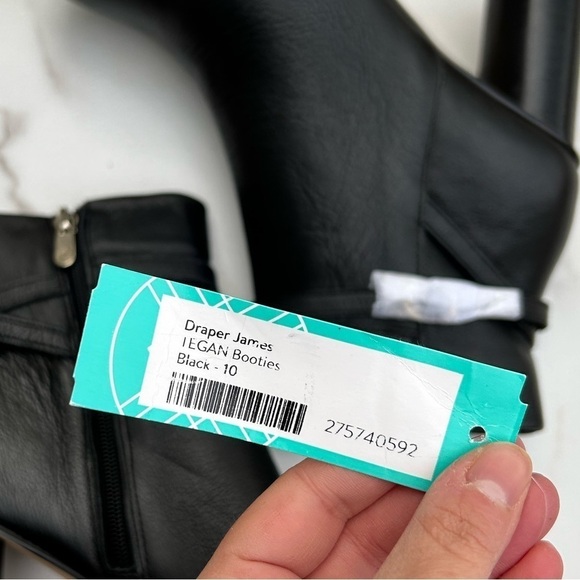 Draper James
TEGAN Booties
Black - 10
275740592